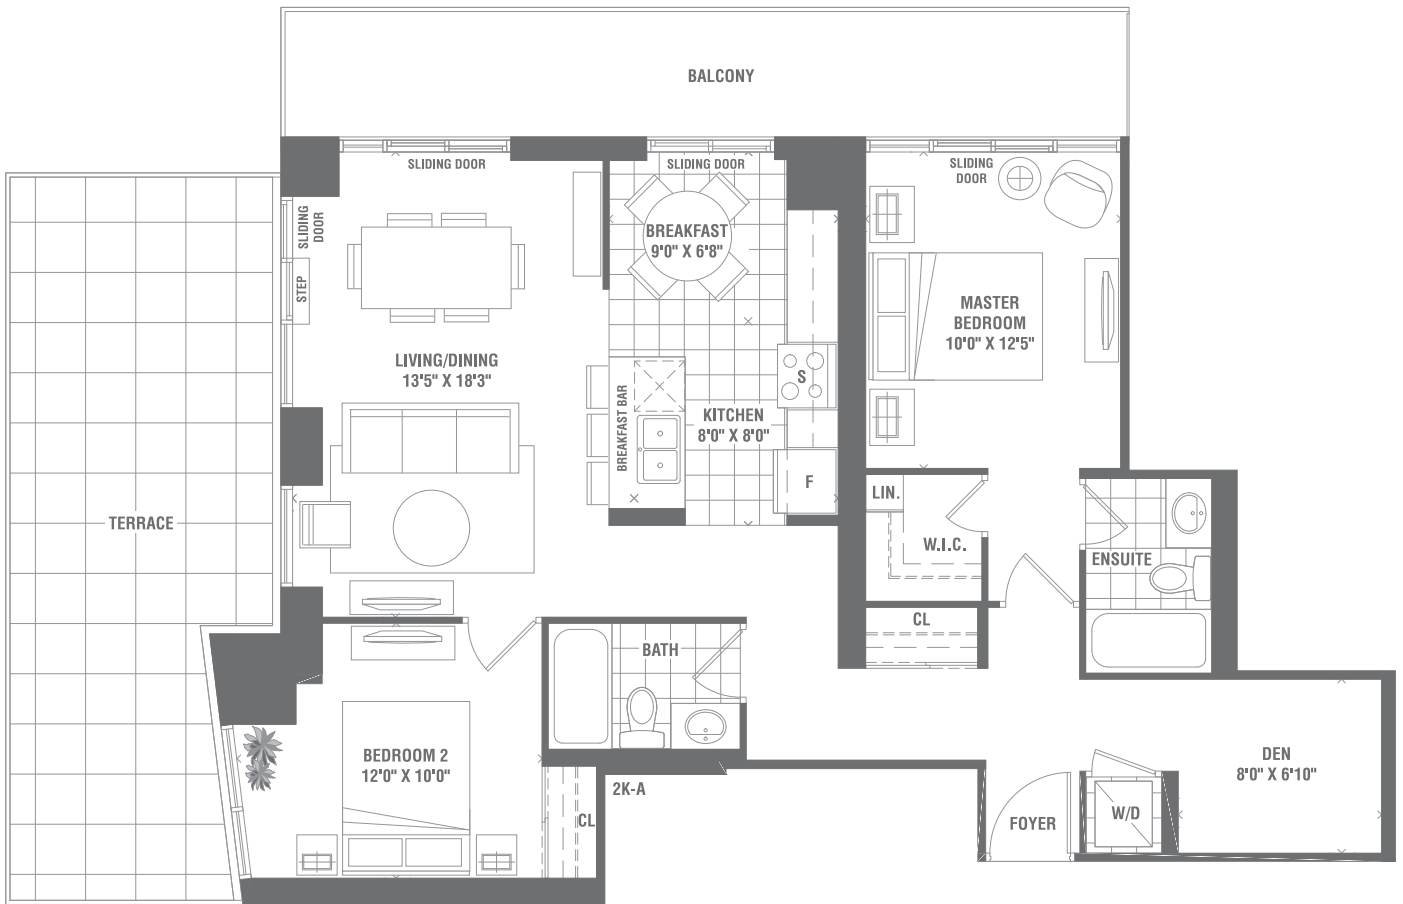 BALCONY
SLIDING DOOR
SLIDING DOOR
SLIDING
DOOR
SLIDING
DOOR
STEP
BREAKFAST
9'0" X 6'8"
MASTER
BEDROOM
10'0" X 12'5"
LIVING/DINING
13'5" X 18'3"
S
BREAKFAST BAR
KITCHEN
8'0" X 8'0"
F
LIN.
W.I.C.
TERRACE
ENSUITE
CL
BATH
BEDROOM 2
12'0" X 10'0"
DEN
8'0" X 6'10"
2K-A
CL
FOYER
W/D